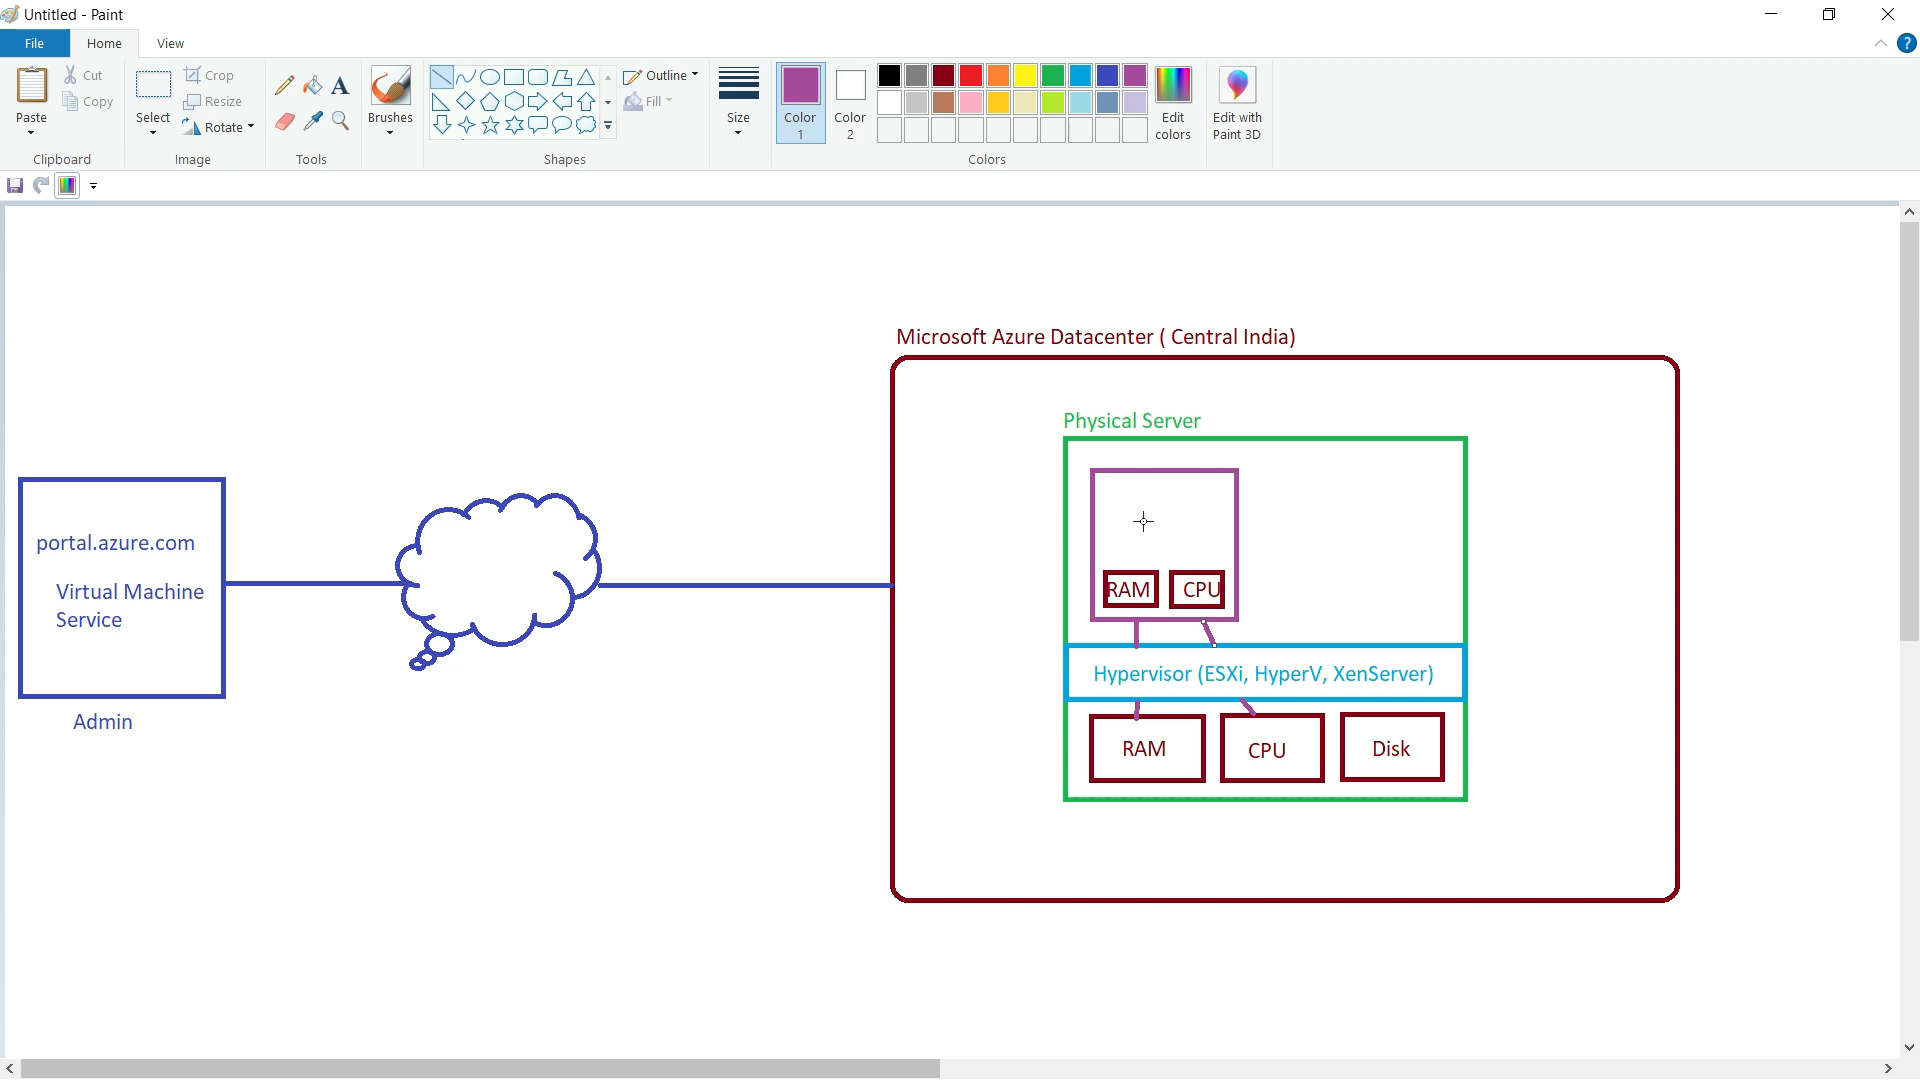 Untitled - Paint
File
Home
View
Paste
Cut
Copy
Clipboard
Select
Crop
Resize
Rotate
Image
A
Tools
Brushes
Outline
Fill
Shapes
Size
Color
1
Color
2
Edit
colors
Edit with
Paint 3D
Colors
?
Microsoft Azure Datacenter ( Central India)
Physical Server
portal.azure.com
Virtual Machine
Service
Admin
RAM
CPU
Hypervisor (ESXi, HyperV, XenServer)
RAM
CPU
Disk